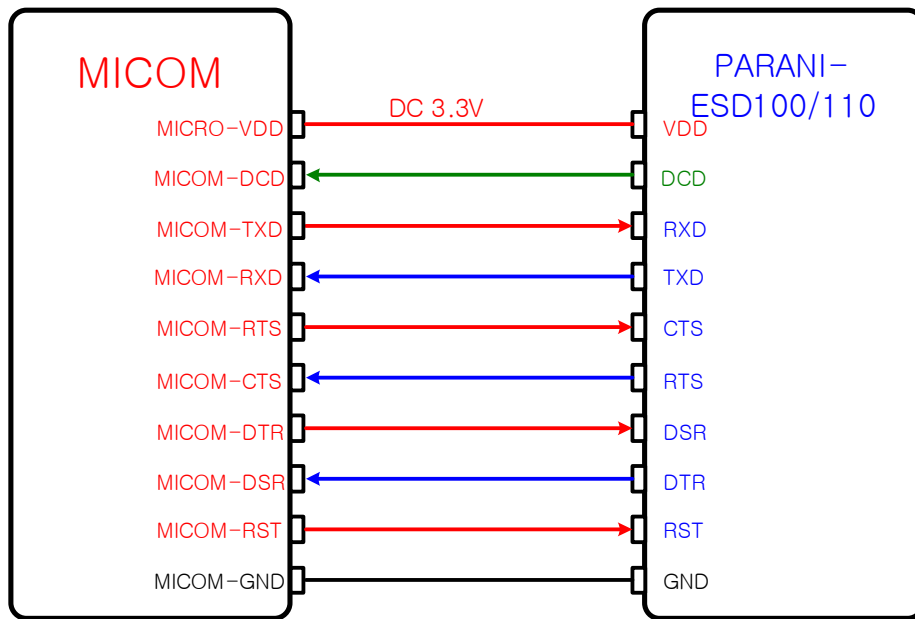 MICOM
PARANI-
ESD100/110
DC 3.3V
MICRO-VDD
VDD
MICOM-DCD
DCD
MICOM-TXD
RXD
MICOM-RXD
TXD
MICOM-RTS
CTS
MICOM-CTS
RTS
MICOM-DTR
DSR
MICOM-DSR
DTR
MICOM-RST
RST
MICOM-GND
GND